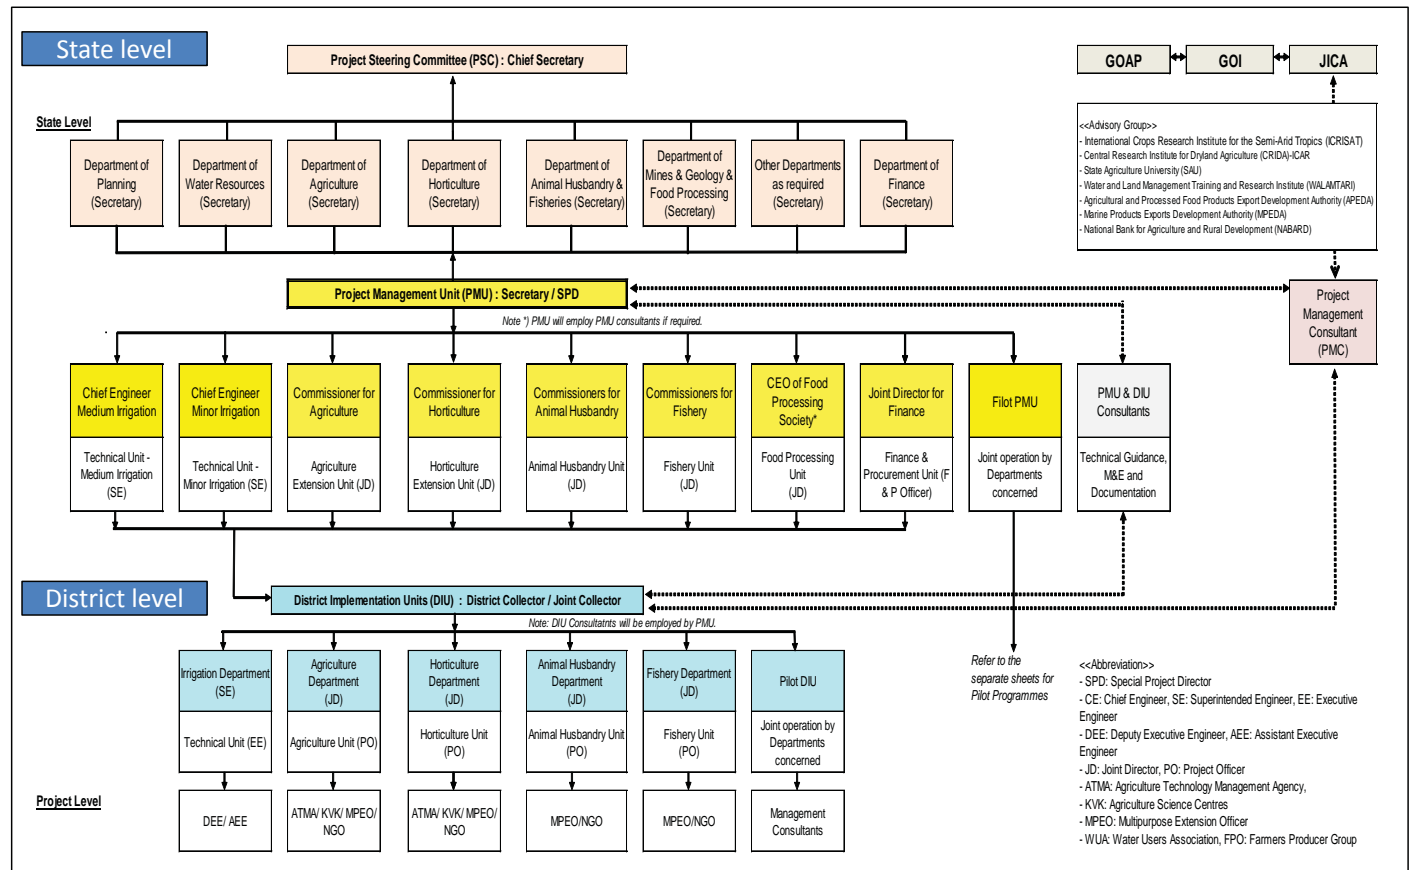 State level
Project Steering Committee (PSC) : Chief Secretary
GOAP
GOI
JICA
State Level
Department of
Planning
(Secretary)
Department of
Water Resources
(Secretary)
Department of
Agriculture
(Secretary)
Department of
Horticulture
(Secretary)
Department of
Animal Husbandry &
Fisheries (Secretary)
Department of
Mines & Geology &
Food Processing
(Secretary)
Other Departments
as required
(Secretary)
Department of
Finance
(Secretary)
<<Advisory Group>>
- International Crops Research Institute for the Semi-Arid Tropics (ICRISAT)
- Central Research Institute for Dryland Agriculture (CRIDA)-ICAR
- State Agriculture University (SAU)
- Water and Land Management Training and Research Institute (WALAMTARI)
- Agricultural and Processed Food Products Export Development Authority (APEDA)
- Marine Products Exports Development Authority (MPEDA)
- National Bank for Agriculture and Rural Development (NABARD)
Project Management Unit (PMU) : Secretary / SPD
Note *) PMU will employ PMU consultants if required.
Project
Management
Consultant
(PMC)
Chief Engineer
Medium Irrigation
Chief Engineer
Minor Irrigation
Commissioner for
Agriculture
Commissioner for
Horticulture
Commissioners for
Animal Husbandry
Commissioners for
Fishery
CEO of Food
Processing
Society*
Joint Director for
Finance
Filot PMU
PMU & DIU
Consultants
Technical Unit -
Medium Irrigation
(SE)
Technical Unit -
Minor Irrigation (SE)
Agriculture
Extension Unit (JD)
Horticulture
Extension Unit (JD)
Animal Husbandry Unit
(JD)
Fishery Unit
(JD)
Food Processing
Unit
(JD)
Finance &
Procurement Unit (F
& P Officer)
Joint operation by
Departments
concerned
Technical Guidance,
M&E and
Documentation
District level
District Implementation Units (DIU) : District Collector / Joint Collector
Note: DIU Consultatnts will be employed by PMU.
Irrigation Department
(SE)
Agriculture
Department
(JD)
Horticulture
Department
(JD)
Animal Husbandry
Department
(JD)
Fishery Department
(JD)
Pilot DIU
Technical Unit (EE)
Agriculture Unit (PO)
Horticulture Unit
(PO)
Animal Husbandry Unit
(PO)
Fishery Unit
(PO)
Joint operation by
Departments
concerned
Refer to the
separate sheets for
Pilot Programmes
Project Level
DEE/ AEE
ATMA/ KVK/ MPEO/
NGO
ATMA/ KVK/ MPEO/
NGO
MPEO/NGO
MPEO/NGO
Management
Consultants
<<Abbreviation>>
- SPD: Special Project Director
- CE: Chief Engineer, SE: Superintended Engineer, EE: Executive
Engineer
- DEE: Deputy Executive Engineer, AEE: Assistant Executive
Engineer
- JD: Joint Director, PO: Project Officer
- ATMA: Agriculture Technology Management Agency,
- KVK: Agriculture Science Centres
- MPEO: Multipurpose Extension Officer
- WUA: Water Users Association, FPO: Farmers Producer Group